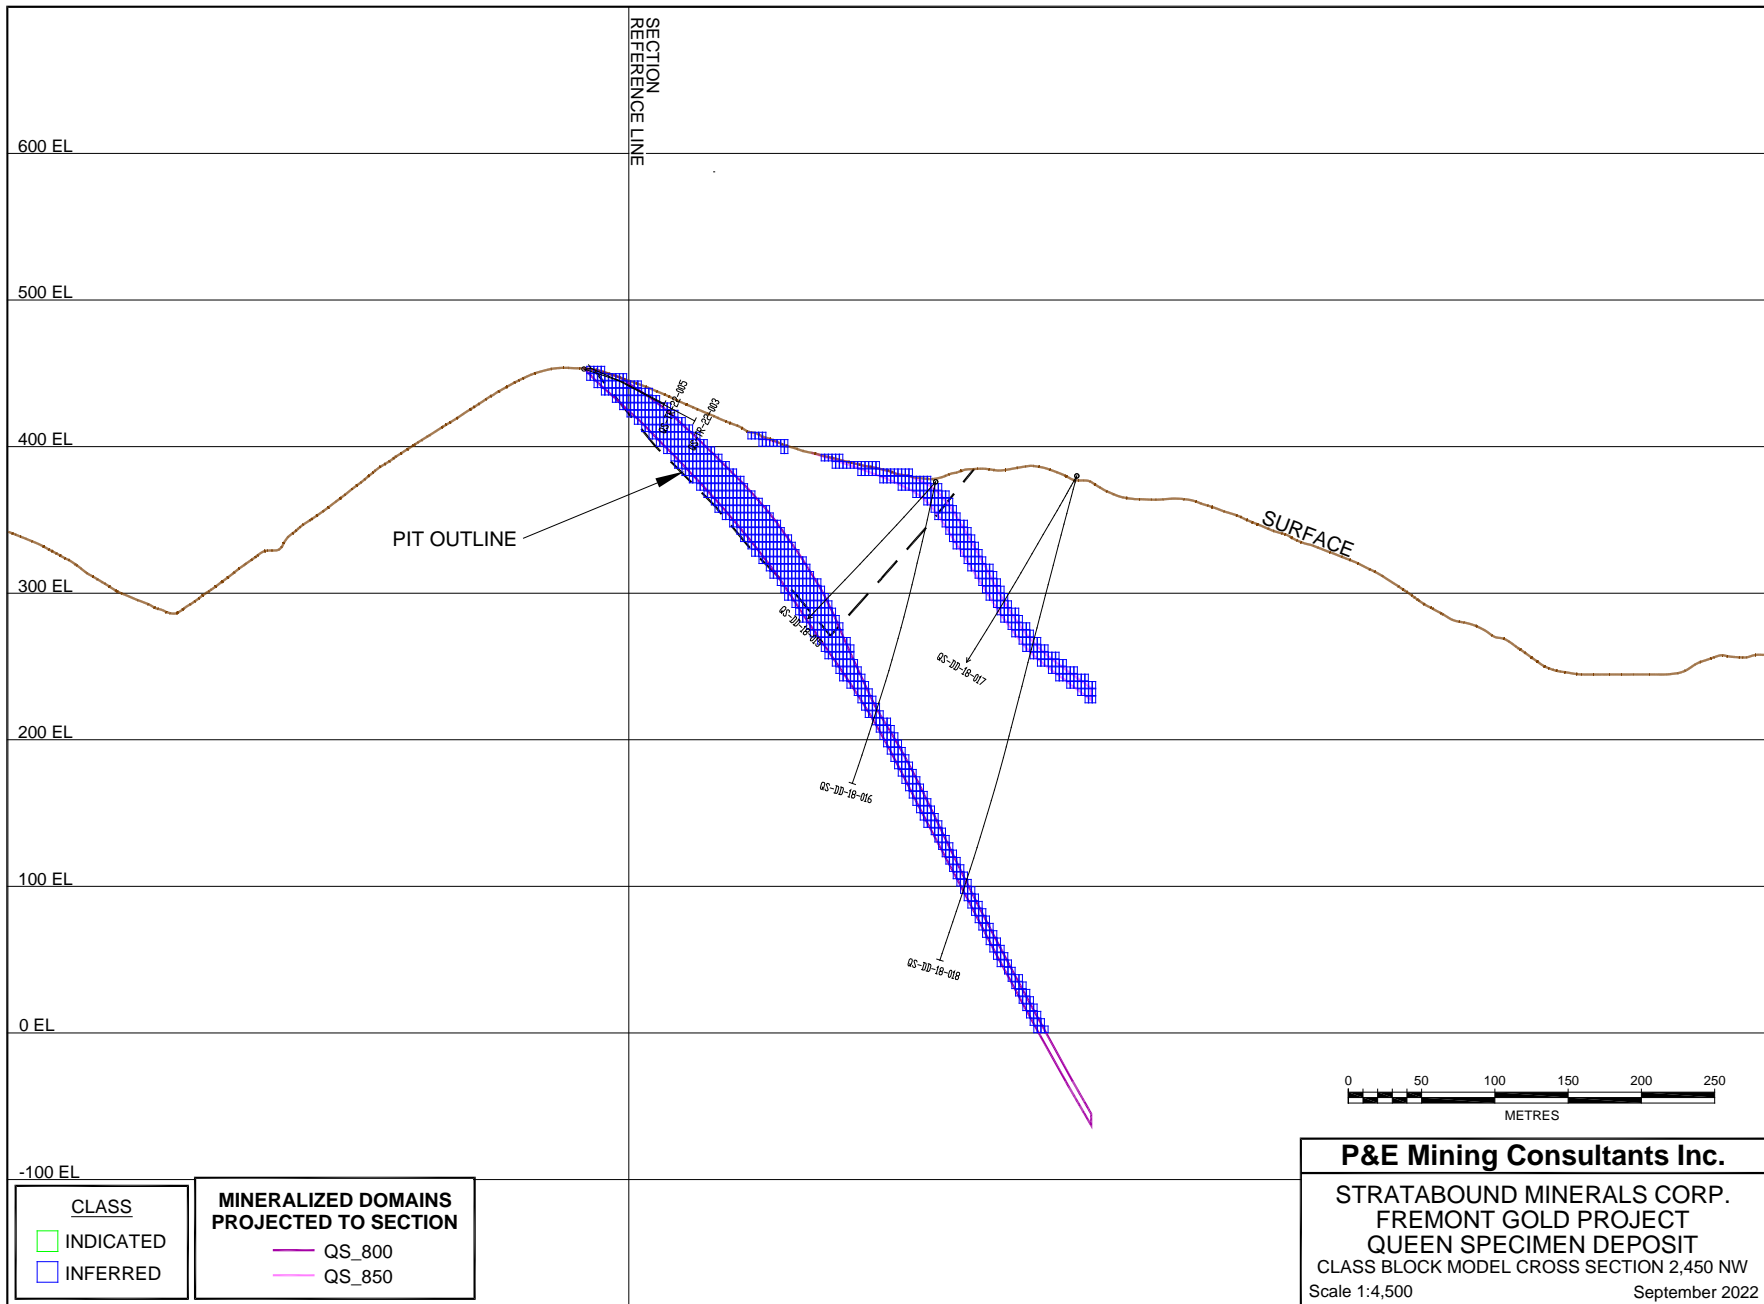 SECTION
REFERENCE LINE
600 EL
500 EL
400 EL
300 EL
200 EL
100 EL
0 EL
-100 EL
PIT OUTLINE
SURFACE
QS-DD-18-019
QS-DD-18-017
QS-DD-18-016
QS-DD-18-018
0 50 100 150 200 250
METRES
CLASS
INDICATED
INFERRED
MINERALIZED DOMAINS
PROJECTED TO SECTION
QS_800
QS_850
P&E Mining Consultants Inc.
STRATABOUND MINERALS CORP.
FREMONT GOLD PROJECT
QUEEN SPECIMEN DEPOSIT
CLASS BLOCK MODEL CROSS SECTION 2,450 NW
Scale 1:4,500 September 2022